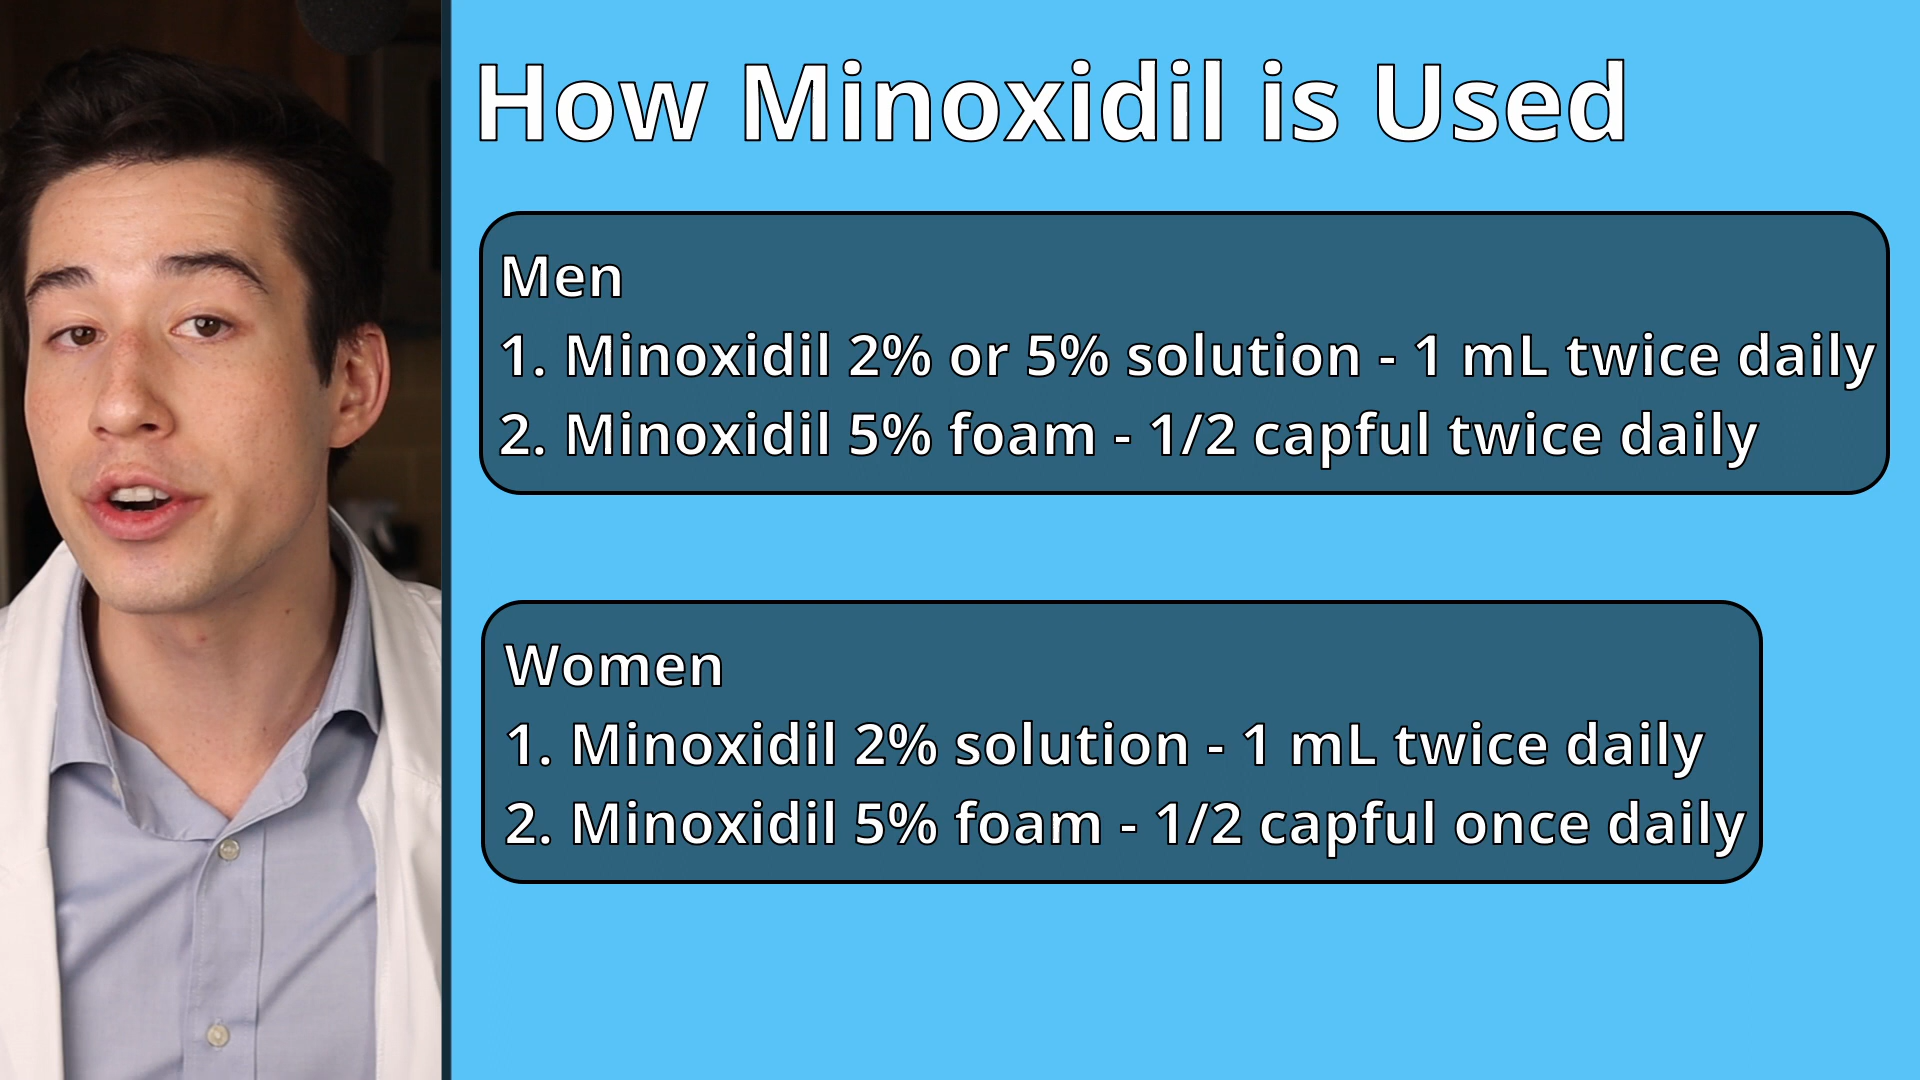 How Minoxidil is Used
Men
1. Minoxidil 2% or 5% solution - 1 mL twice daily
2. Minoxidil 5% foam - 1/2 capful twice daily
Women
1. Minoxidil 2% solution - 1 mL twice daily
2. Minoxidil 5% foam - 1/2 capful once daily